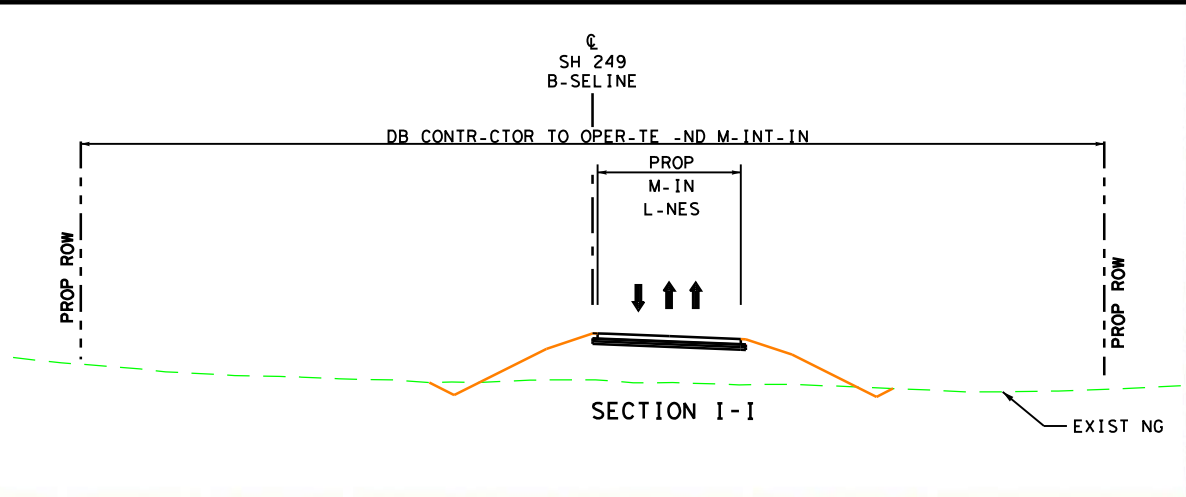 ℄
SH 249
B-SELINE
DB CONTR-CTOR TO OPER-TE -ND M-INT-IN
PROP
M-IN
L-NES
PROP ROW
PROP ROW
SECTION I-I
EXIST NG